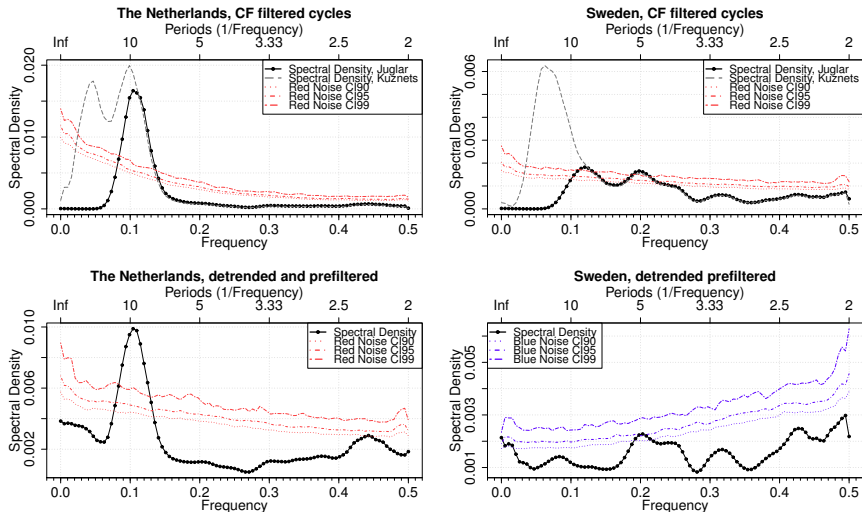 The Netherlands, CF filtered cycles
Periods (1/Frequency)
Inf 10 5 3.33 2.5 2
Spectral Density, Juglar
Spectral Density, Kuznets
Red Noise CI90
Red Noise CI95
Red Noise CI99
Spectral Density
0.000 0.010 0.020
0.0 0.1 0.2 0.3 0.4 0.5
Frequency
Sweden, CF filtered cycles
Periods (1/Frequency)
Inf 10 5 3.33 2.5 2
Spectral Density, Juglar
Spectral Density, Kuznets
Red Noise CI90
Red Noise CI95
Red Noise CI99
Spectral Density
0.000 0.003 0.006
0.0 0.1 0.2 0.3 0.4 0.5
Frequency
The Netherlands, detrended and prefiltered
Periods (1/Frequency)
Inf 10 5 3.33 2.5 2
Spectral Density
Red Noise CI90
Red Noise CI95
Red Noise CI99
Spectral Density
0.002 0.006 0.010
0.0 0.1 0.2 0.3 0.4 0.5
Frequency
Sweden, detrended prefiltered
Periods (1/Frequency)
Inf 10 5 3.33 2.5 2
Spectral Density
Blue Noise CI90
Blue Noise CI95
Blue Noise CI99
Spectral Density
0.001 0.003 0.005
0.0 0.1 0.2 0.3 0.4 0.5
Frequency